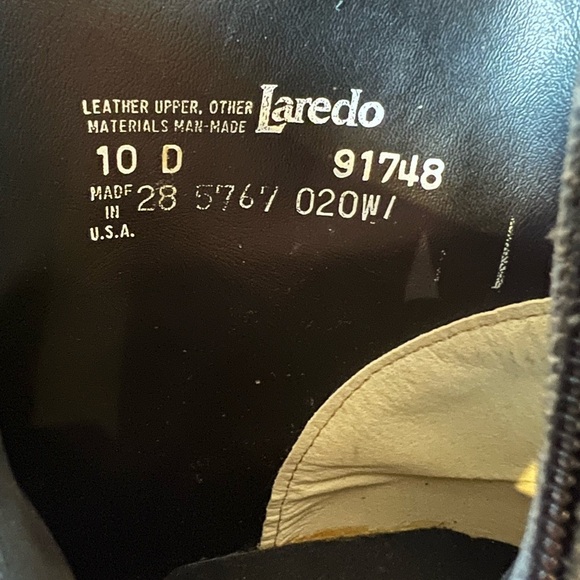 LEATHER UPPER, OTHER Laredo
MATERIALS MAN-MADE
10 D 91748
MADE 28 5767 020W/
IN
U.S.A.